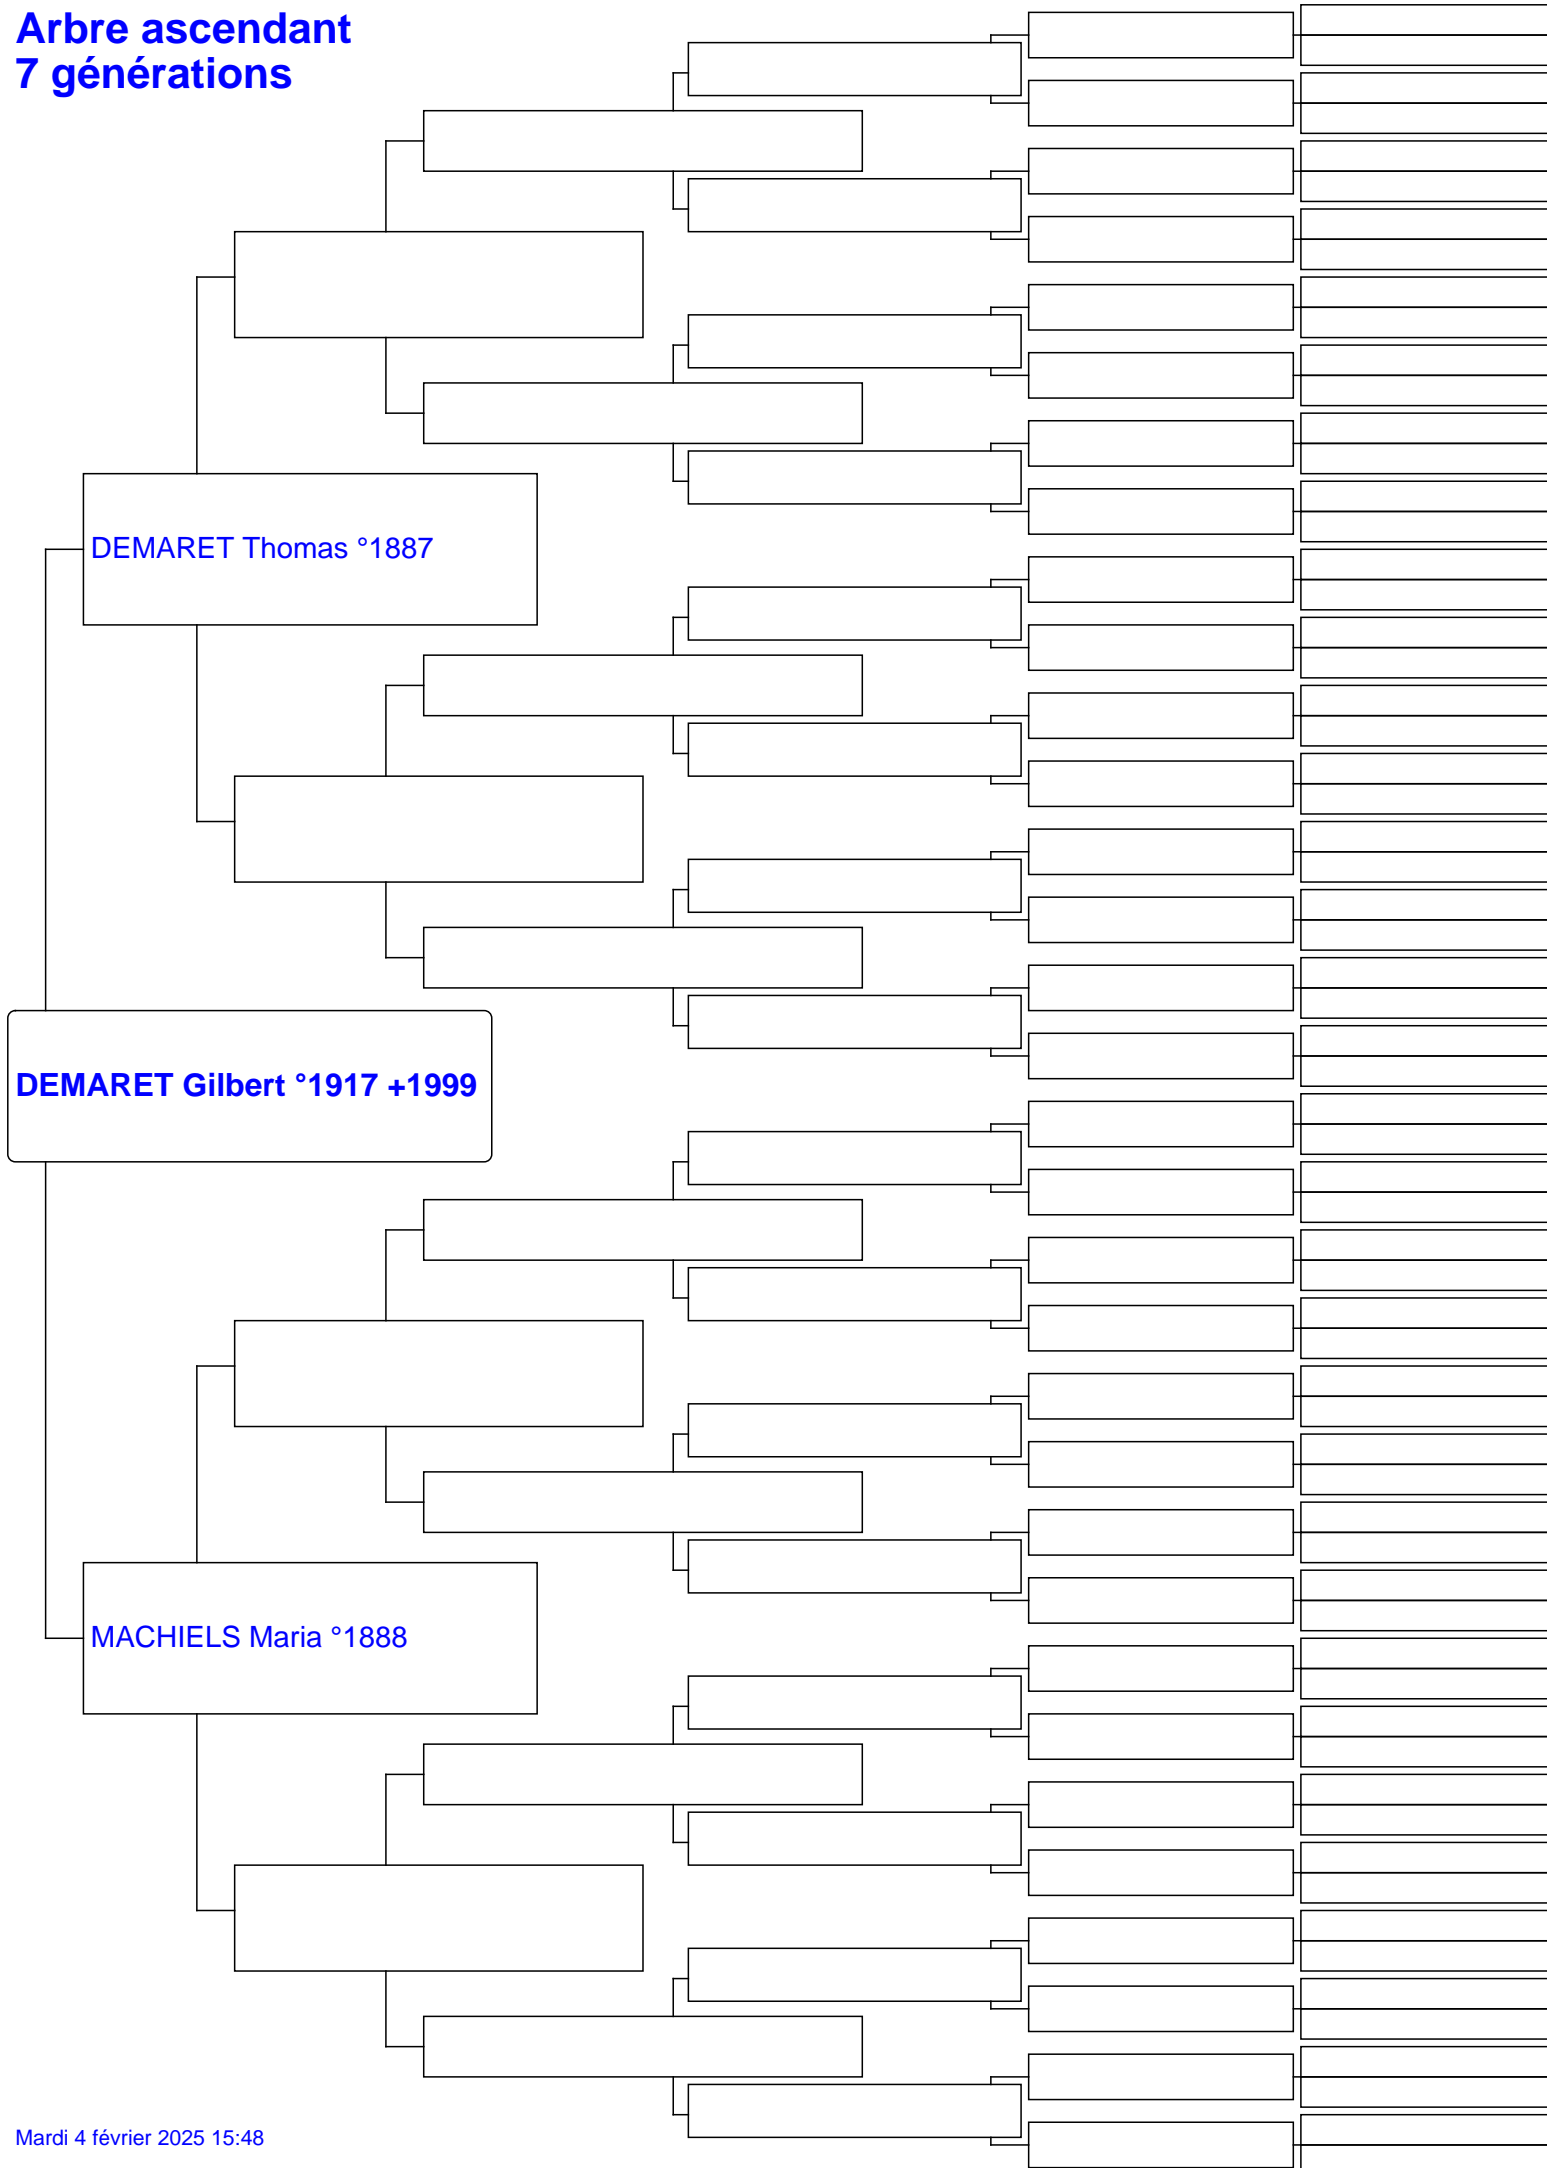 Arbre ascendant
7 générations
DEMARET Thomas °1887
DEMARET Gilbert °1917 +1999
MACHIELS Maria °1888
Mardi 4 février 2025 15:48